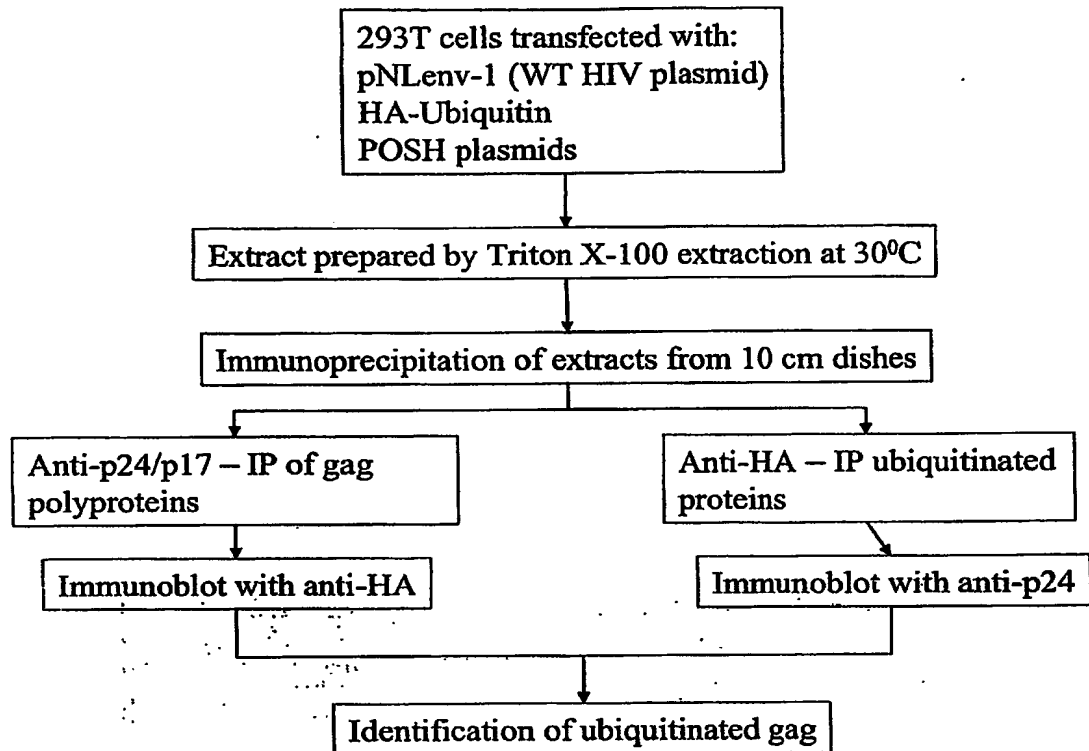 293T cells transfected with:
pNLenv-1 (WT HIV plasmid)
HA-Ubiquitin
POSH plasmids
Extract prepared by Triton X-100 extraction at 30⁰C
Immunoprecipitation of extracts from 10 cm dishes
Anti-p24/p17 – IP of gag
polyproteins
Anti-HA – IP ubiquitinated
proteins
Immunoblot with anti-HA
Immunoblot with anti-p24
Identification of ubiquitinated gag